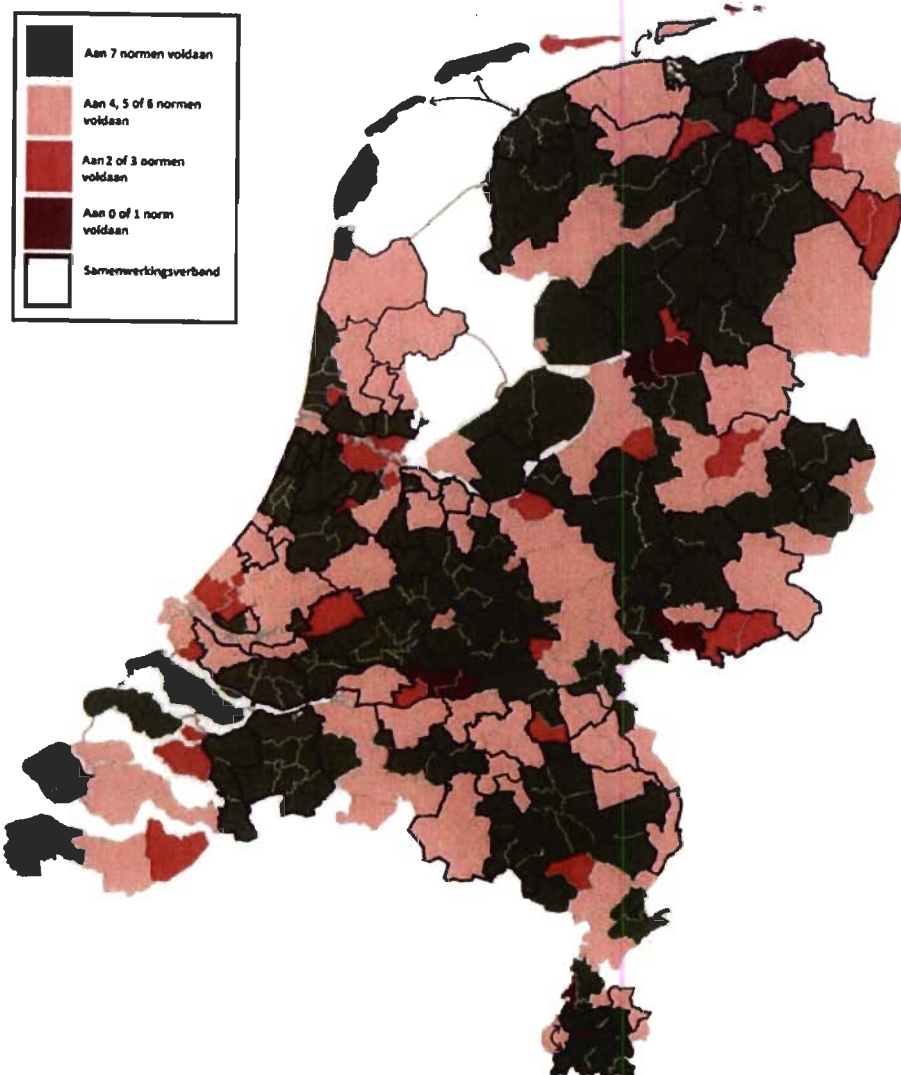 Aan 7 normen voldaan
Aan 4, 5 of 6 normen
voldaan
Aan 2 of 3 normen
voldaan
Aan 0 of 1 norm
voldaan
Samenwerkingsverband